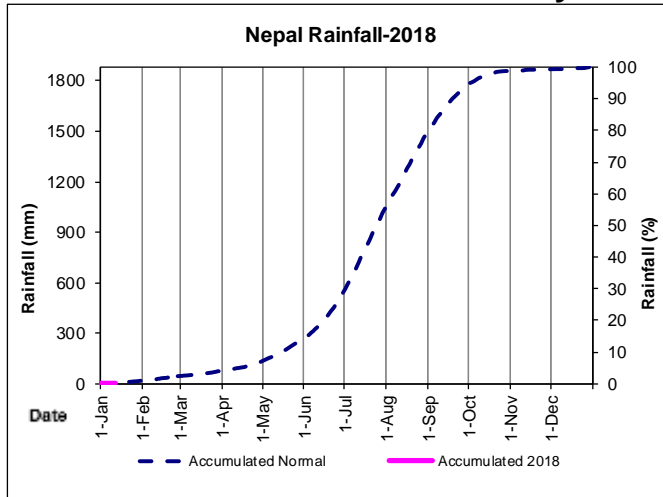 Nepal Rainfall-2018
1800
1500
1200
900
600
300
0
Rainfall (mm)
100
90
80
70
60
50
40
30
20
10
0
Rainfall (%)
Date
1-Jan
1-Feb
1-Mar
1-Apr
1-May
1-Jun
1-Jul
1-Aug
1-Sep
1-Oct
1-Nov
1-Dec
Accumulated Normal
Accumulated 2018